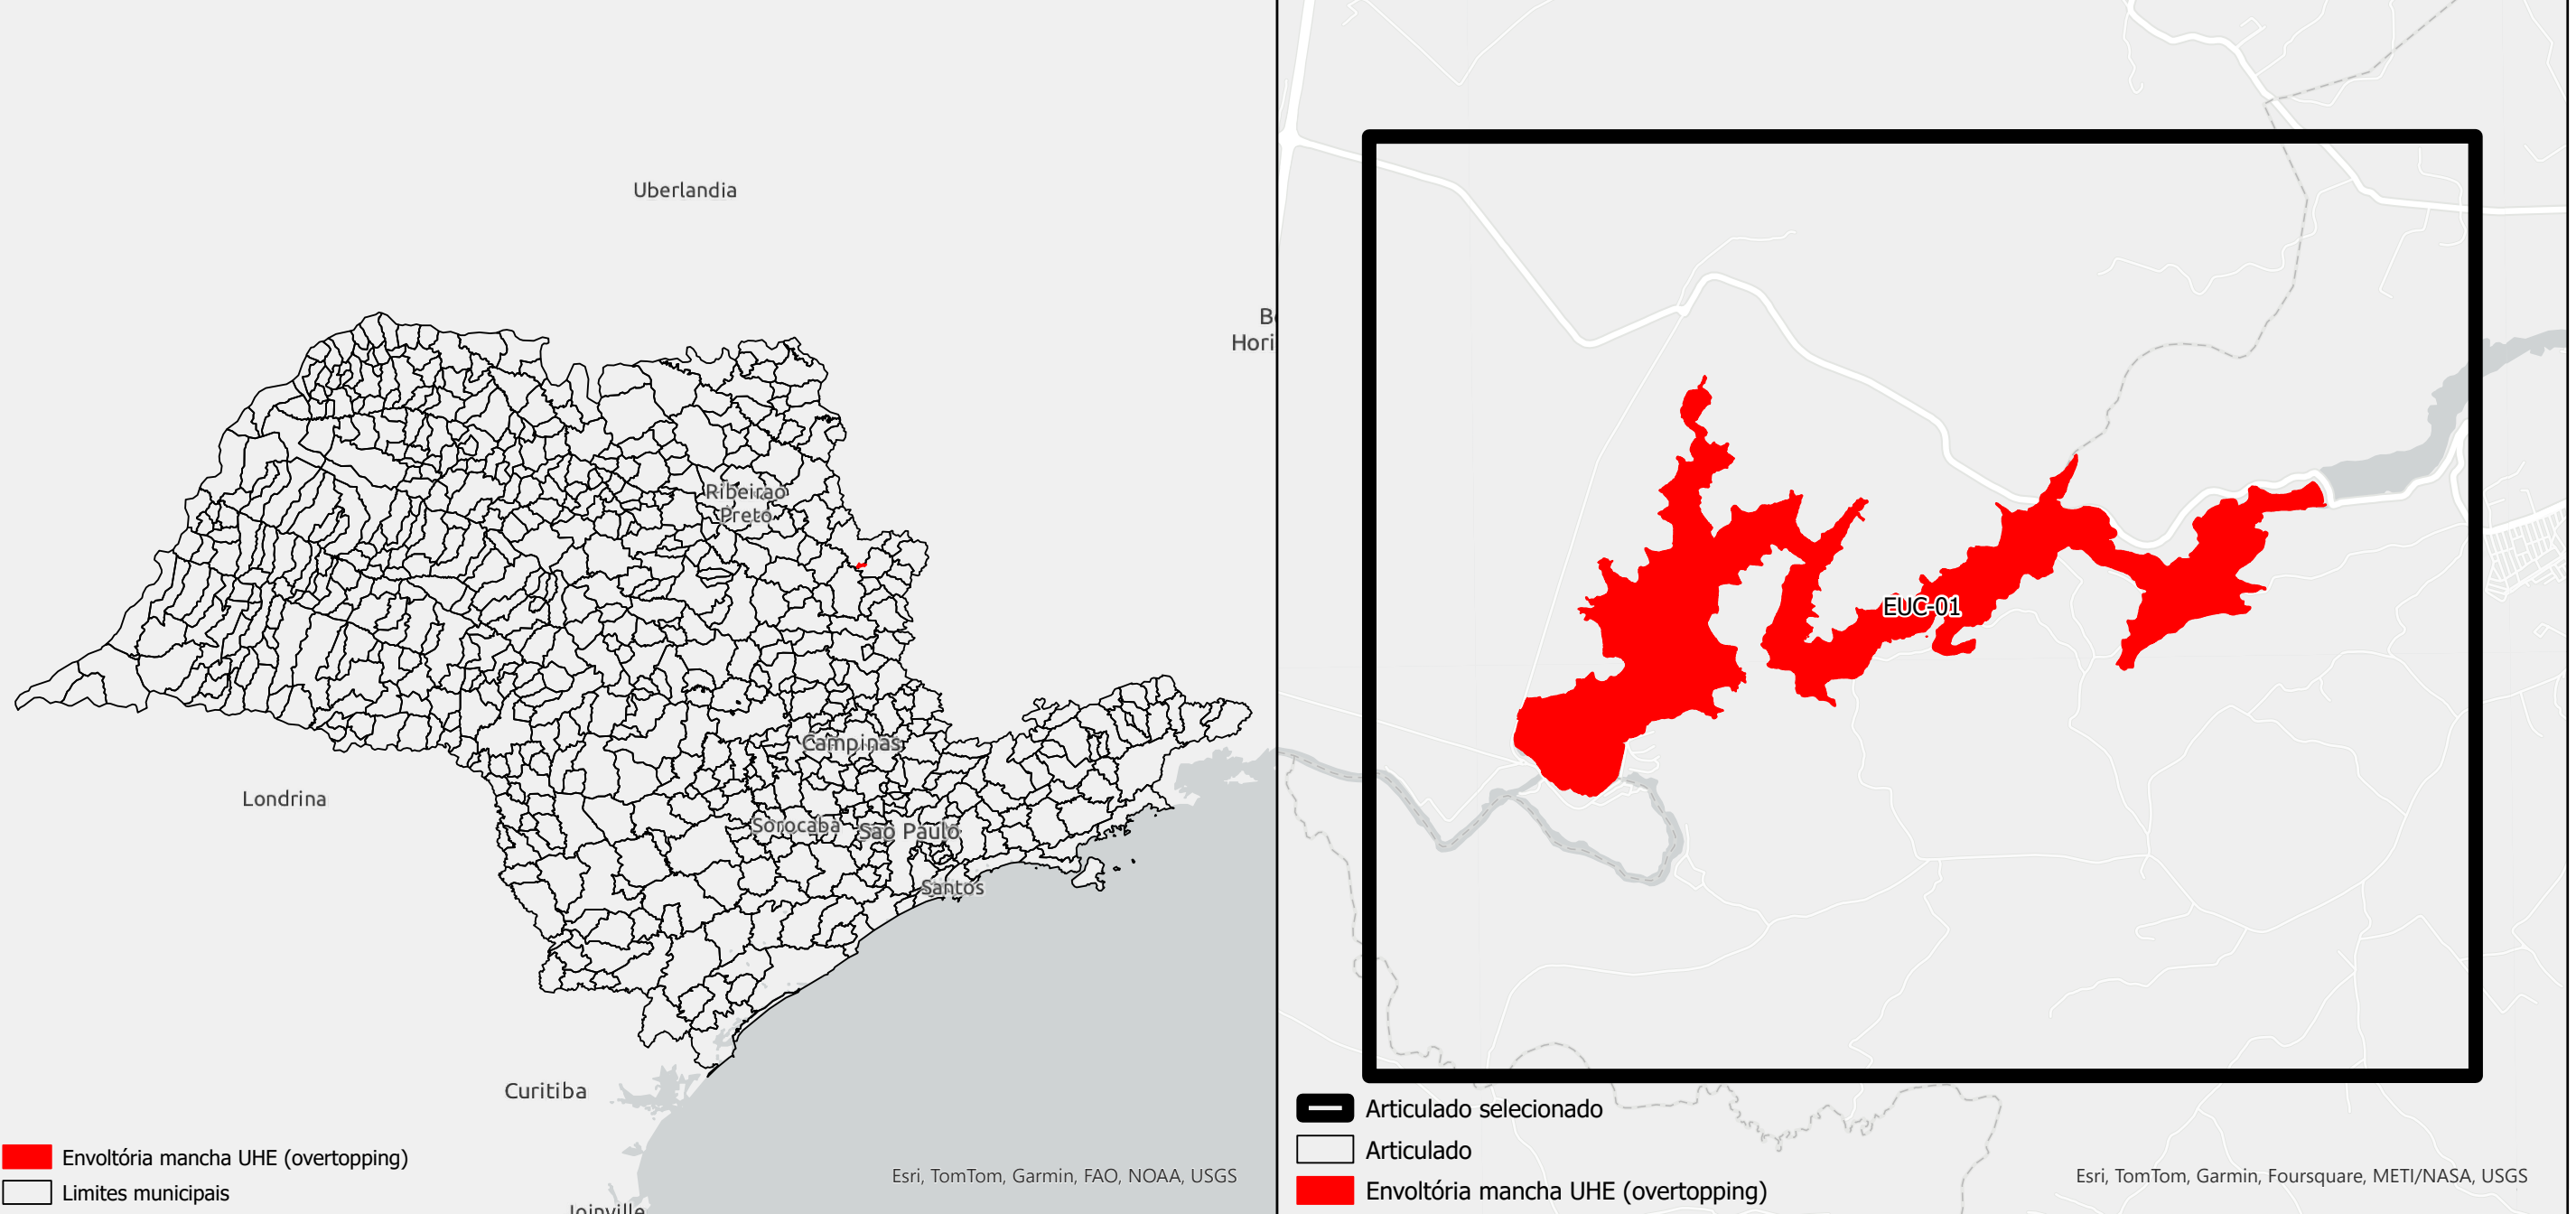 Uberlandia
B
Hori
Ribeirao
Preto
Campinas
Londrina
Sorocaba
Sao Paulo
Santos
Curitiba
Joinville
Envoltória mancha UHE (overtopping)
Limites municipais
Esri, TomTom, Garmin, FAO, NOAA, USGS
EUC-01
Articulado selecionado
Articulado
Envoltória mancha UHE (overtopping)
Esri, TomTom, Garmin, Foursquare, METI/NASA, USGS